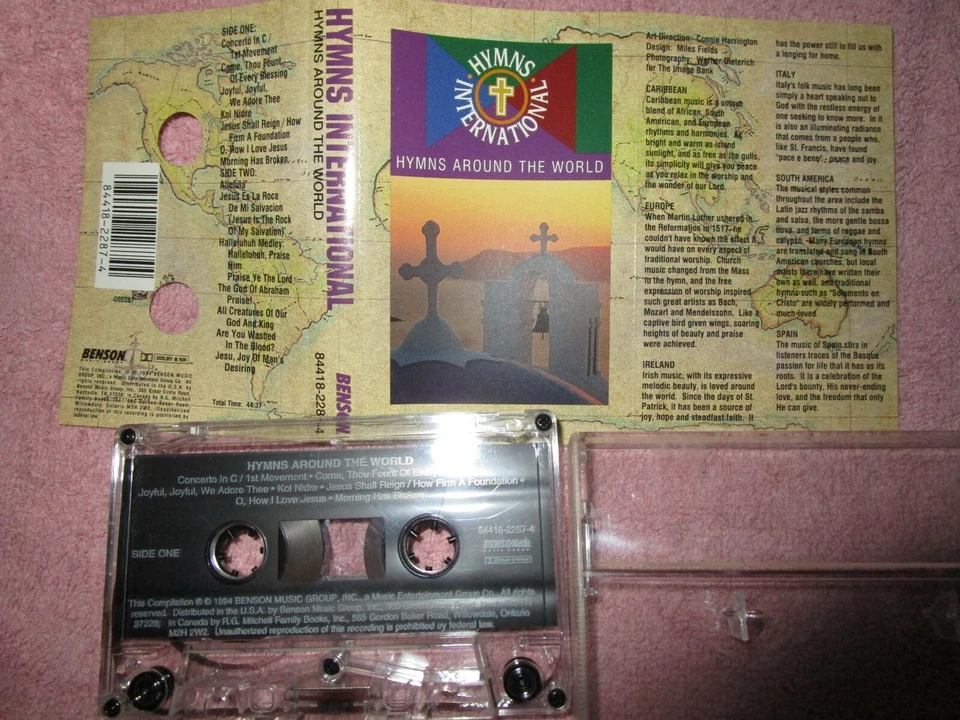 SIDE ONE:
Concerto In C /
1st Movement
Come, Thou Fount
Of Every Blessing
Joyful, Joyful,
We Adore Thee
Kol Nidre
Jesus Shall Reign / How
Firm A Foundation
O, How I Love Jesus
Morning Has Broken
SIDE TWO:
Alleluia
Jesus Es La Roca
De Mi Salvacion
(Jesus Is The Rock
Of My Salvation)
Halleluhuh Medley:
Halleluhuh, Praise
Him
Praise Ye The Lord
The God Of Abraham
Praise!
All Creatures Of Our
God And King
Are You Washed
In The Blood?
Jesu, Joy Of Man's
Desiring
Total Time: 44:37
84418-2287-4
BENSON
DOLBY B NR
HYMNS INTERNATIONAL
HYMNS AROUND THE WORLD
84418-228 -4
BENSON
HYMNS
INTERNATIONAL
HYMNS AROUND THE WORLD
Art Direction: Connie Harrington
Design: Miles Fields
Photography: Werner Dieterich
for The Image Bank
CARIBBEAN
Caribbean music is a unique
blend of African, South
American, and European
rhythms and harmonies. As
bright and warm as island
sunlight, and as free as the gulls,
its simplicity will give you peace
as you relax in the worship and
the wonder of our Lord.
EUROPE
When Martin Luther ushered in
the Reformation in 1517, he
couldn't have known the effect it
would have on every aspect of
traditional worship. Church
music changed from the Mass
to the hymn, and the free
expression of worship inspired
such great artists as Bach,
Mozart and Mendelssohn. Like a
captive bird given wings, soaring
heights of beauty and praise
were achieved.
IRELAND
Irish music, with its expressive
melodic beauty, is loved around
the world. Since the days of St.
Patrick, it has been a source of
joy, hope and steadfast faith. It
has the power still to fill us with
a longing for home.
ITALY
Italy's folk music has long been
simply a heart speaking out to
God with the restless energy of
one seeking to know more. In it
is also an illuminating radiance
that comes from a people who,
like St. Francis, have found
"pace e bene"- peace and joy.
SOUTH AMERICA
The musical styles common
throughout the area include the
Latin jazz rhythms of the samba
and salsa, the more gentle bossa
nova, and forms of reggae and
calypso. Many European hymns
are translated and sung in South
American churches, but local
artists there have written their
own as well, and traditional
hymns such as "Solomento en
Cristo" are widely performed and
much-loved.
SPAIN
The music of Spain stirs in
listeners traces of the Basque
passion for life that it has as its
roots. It is a celebration of the
Lord's bounty, His never-ending
love, and the freedom that only
He can give.
HYMNS AROUND THE WORLD
Concerto In C / 1st Movement • Come, Thou Fount Of
Joyful, Joyful, We Adore Thee • Kol Nidre • Jesus Shall Reign / How Firm A Foundation •
O, How I Love Jesus • Morning Has Broken
84418-2287-4
BENSON
SIDE ONE
This Compilation ® © 1994 BENSON MUSIC GROUP, INC., a Music Entertainment Group Co. All rights
reserved. Distributed in the U.S.A. by Benson Music Group, Inc.,
37228; In Canada by R.G. Mitchell Family Books, Inc., 565 Gordon Baker Road, Willowdale, Ontario
M2H 2W2. Unauthorized reproduction of this recording is prohibited by federal law.